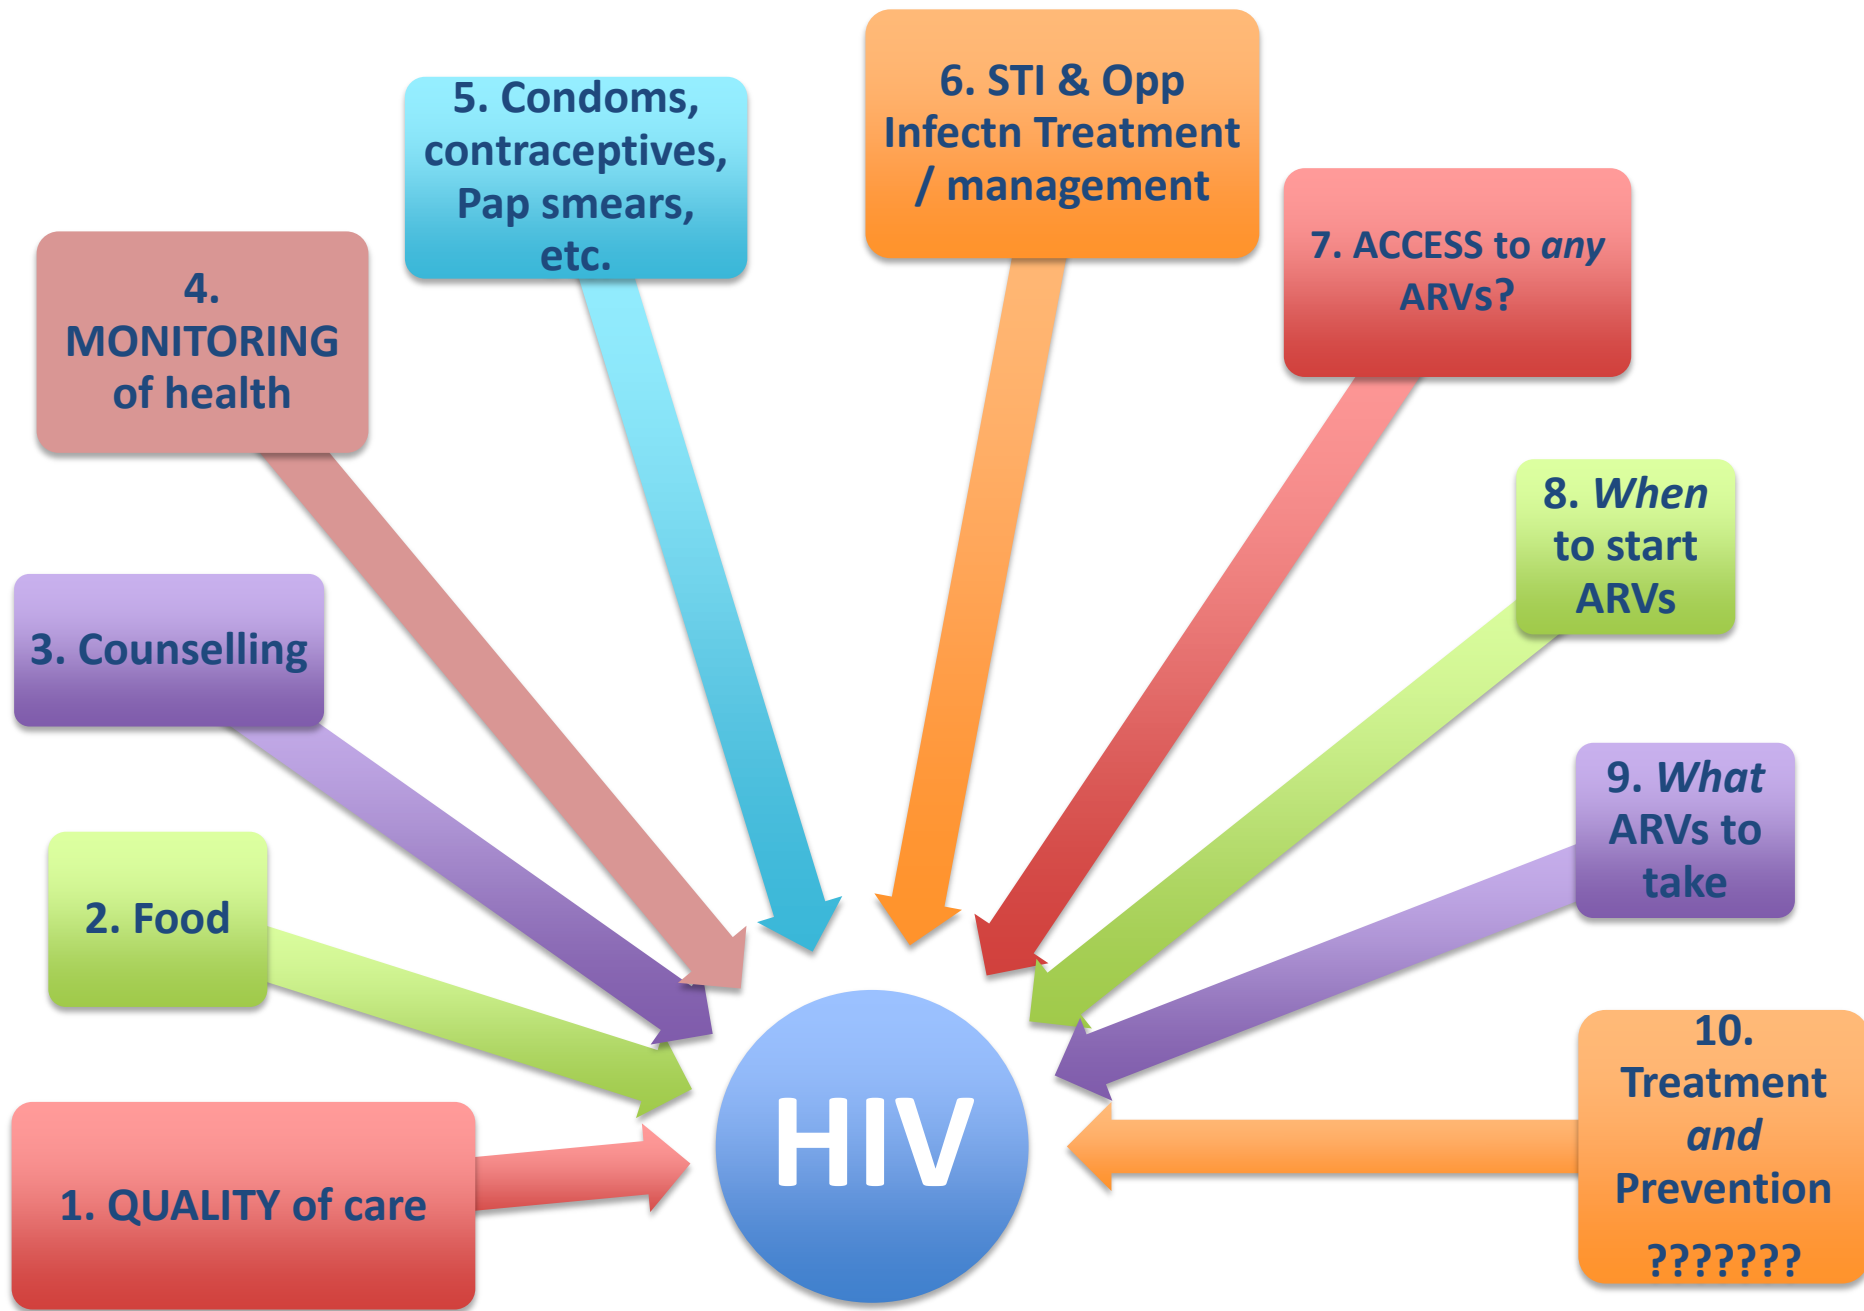 1. QUALITY of care
2. Food
3. Counselling
4.
MONITORING
of health
5. Condoms,
contraceptives,
Pap smears,
etc.
6. STI & Opp
Infectn Treatment
/ management
7. ACCESS to any
ARVs?
8. When
to start
ARVs
9. What
ARVs to
take
10.
Treatment
and
Prevention
???????
HIV